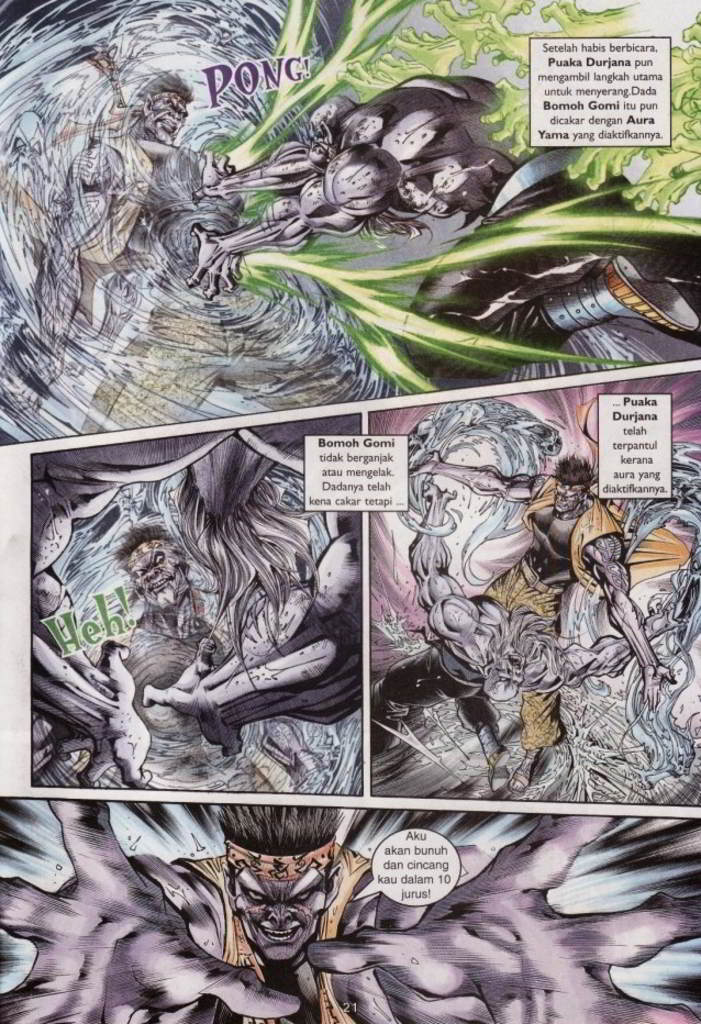 PONG!
Setelah habis berbicara,
Puaka Durjana pun
mengambil langkah utama
untuk menyerang.Dada
Bomoh Gomi itu pun
dicakar dengan Aura
Yama yang diaktifkannya.
Bomoh Gomi
tidak berganjak
atau mengelak.
Dadanya telah
kena cakar tetapi ...
Heh!
... Puaka
Durjana
telah
terpantul
kerana
aura yang
diaktifkannya.
Aku
akan bunuh
dan cincang
kau dalam 10
jurus!
21